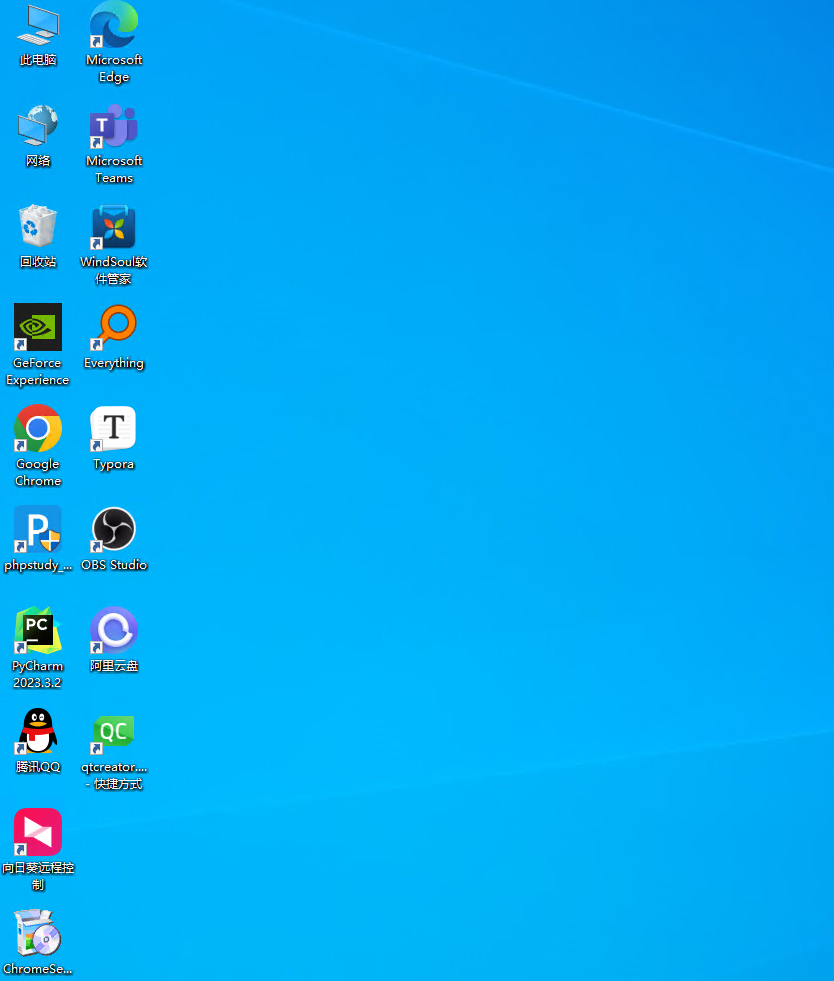 此电脑
Microsoft
Edge
网络
T
Microsoft
Teams
回收站
WindSoul软
件管家
GeForce
Experience
Everything
Google
Chrome
T
Typora
P
phpstudy_...
OBS Studio
PC
PyCharm
2023.3.2
阿里云盘
腾讯QQ
QC
qtcreator....
- 快捷方式
向日葵远程控
制
ChromeSe...